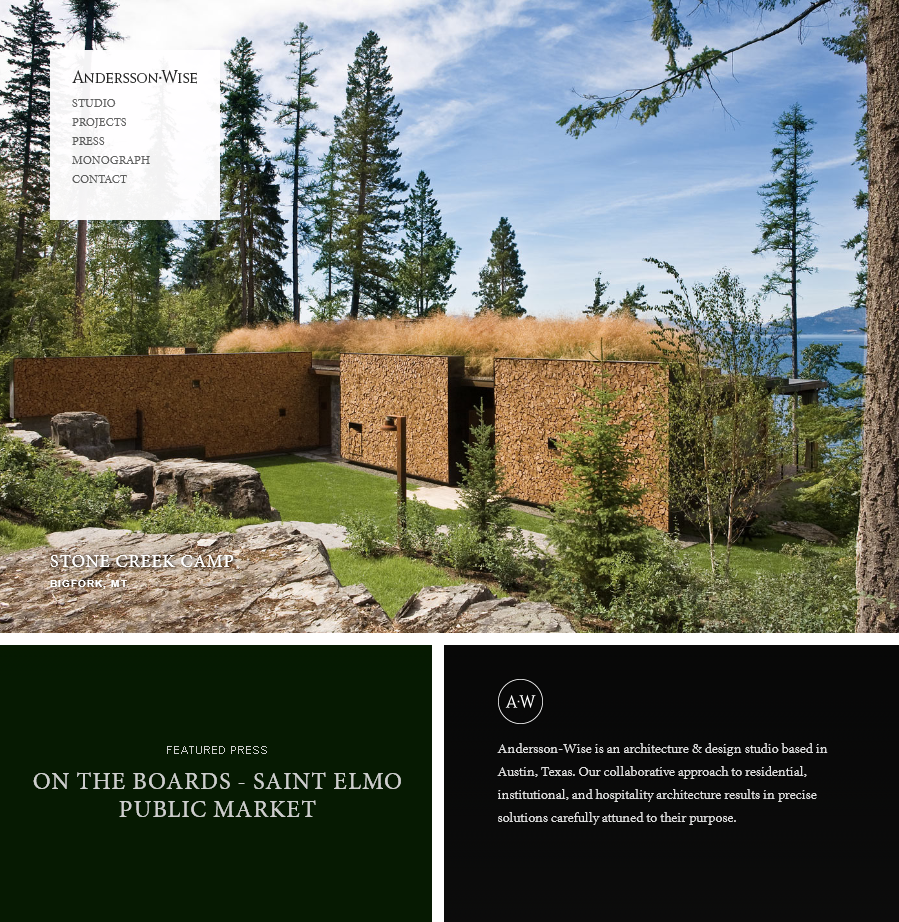 ANDERSSON·WISE
STUDIO
PROJECTS
PRESS
MONOGRAPH
CONTACT
STONE CREEK CAMP
BIGFORK, MT
FEATURED PRESS
ON THE BOARDS - SAINT ELMO
PUBLIC MARKET
A·W
Andersson-Wise is an architecture & design studio based in
Austin, Texas. Our collaborative approach to residential,
institutional, and hospitality architecture results in precise
solutions carefully attuned to their purpose.